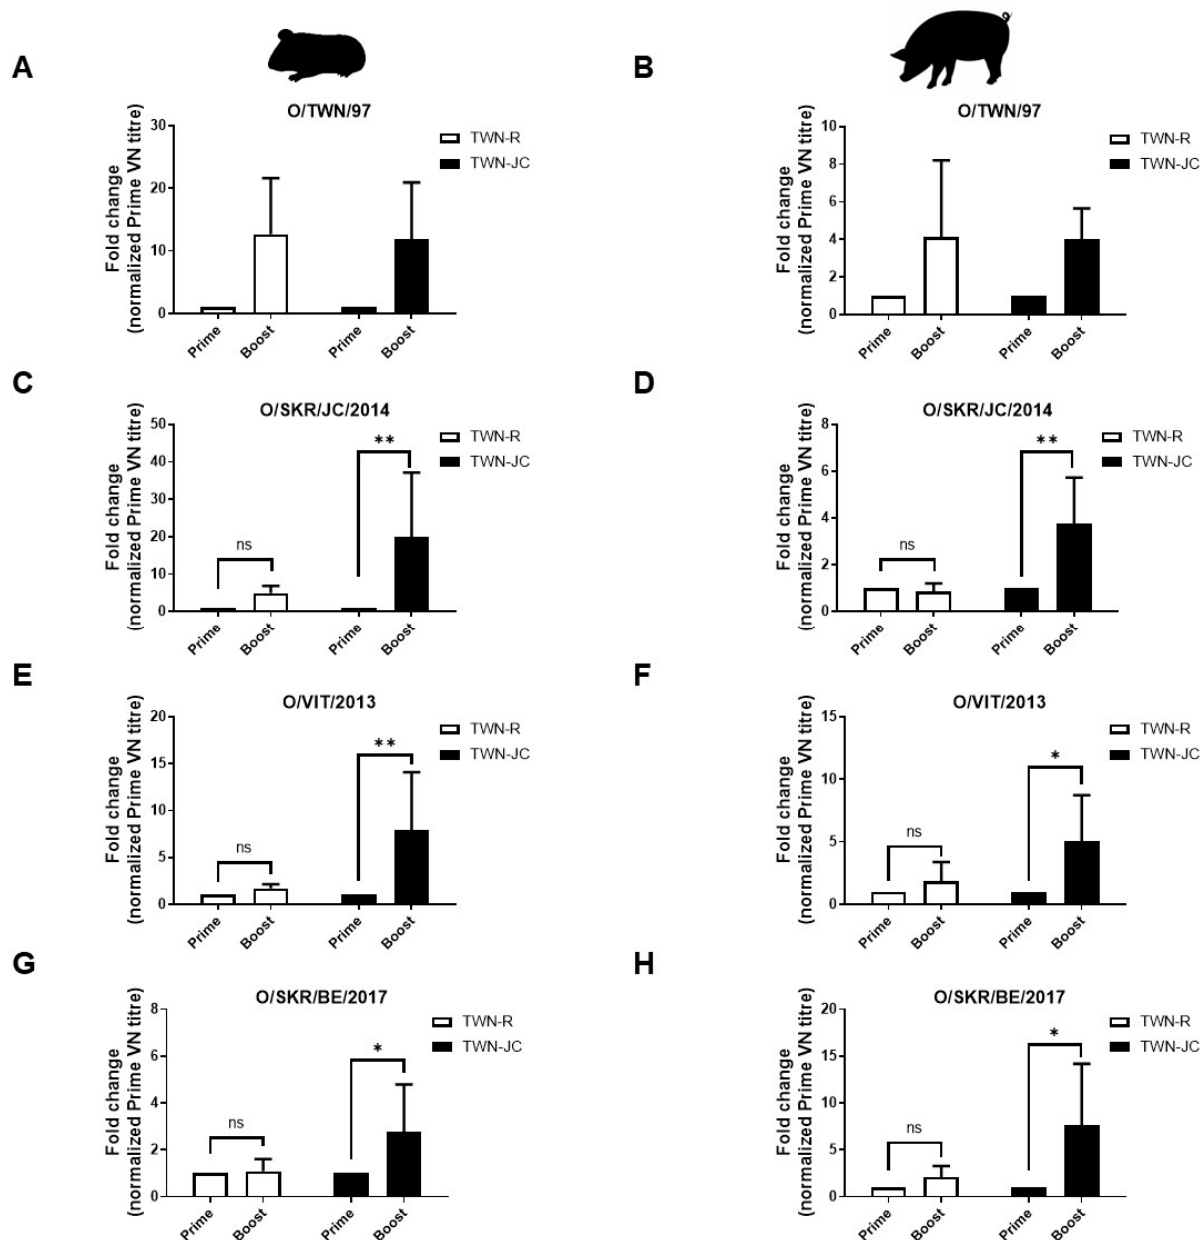 A
B
O/TWN/97
Fold change
(normalized Prime VN titre)
30
20
10
0
Prime
Boost
Prime
Boost
TWN-R
TWN-JC
O/TWN/97
Fold change
(normalized Prime VN titre)
10
8
6
4
2
0
Prime
Boost
Prime
Boost
TWN-R
TWN-JC
C
D
O/SKR/JC/2014
Fold change
(normalized Prime VN titre)
50
40
30
20
10
0
ns
**
Prime
Boost
Prime
Boost
TWN-R
TWN-JC
O/SKR/JC/2014
Fold change
(normalized Prime VN titre)
8
6
4
2
0
ns
**
Prime
Boost
Prime
Boost
TWN-R
TWN-JC
E
F
O/VIT/2013
Fold change
(normalized Prime VN titre)
20
15
10
5
0
ns
**
Prime
Boost
Prime
Boost
TWN-R
TWN-JC
O/VIT/2013
Fold change
(normalized Prime VN titre)
15
10
5
0
ns
*
Prime
Boost
Prime
Boost
TWN-R
TWN-JC
G
H
O/SKR/BE/2017
Fold change
(normalized Prime VN titre)
8
6
4
2
0
ns
*
Prime
Boost
Prime
Boost
TWN-R
TWN-JC
O/SKR/BE/2017
Fold change
(normalized Prime VN titre)
20
15
10
5
0
ns
*
Prime
Boost
Prime
Boost
TWN-R
TWN-JC